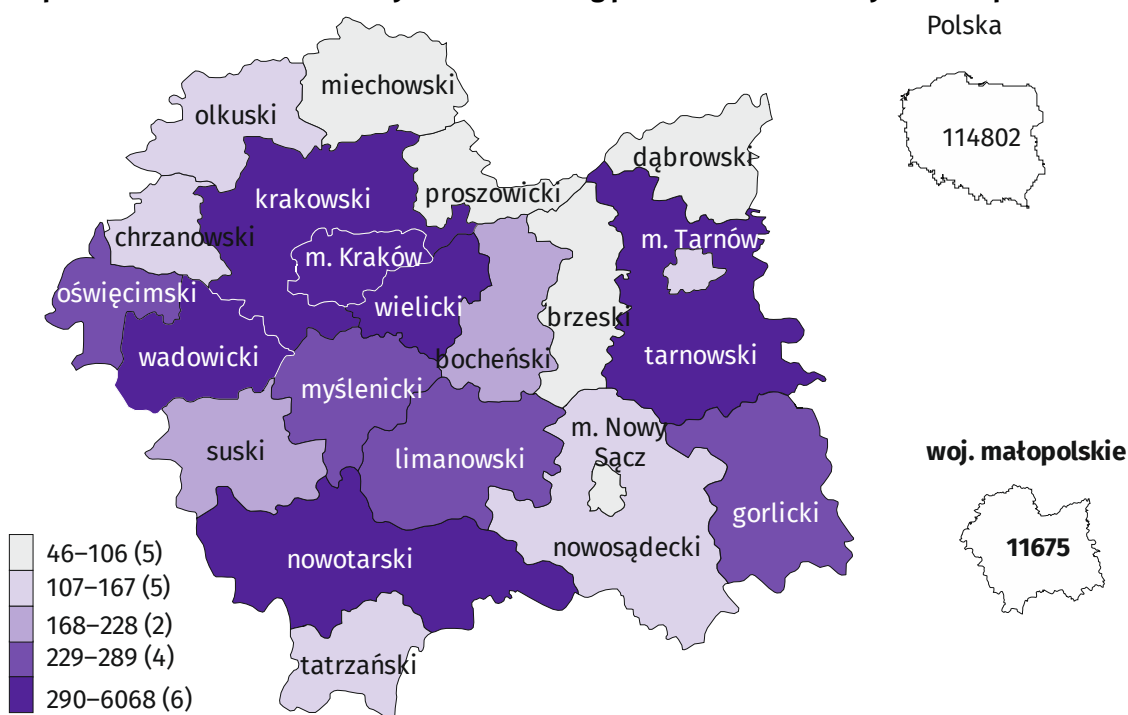 Polska
miechowski
olkuski
114802
dąbrowski
proszowicki
krakowski
chrzanowski
m. Tarnów
m. Kraków
oświęcimski
wielicki
brzeski
wadowicki
bocheński
tarnowski
myślenicki
m. Nowy
Sącz
suski
limanowski
woj. małopolskie
gorlicki
11675
nowosądecki
nowotarski
tatrzański
46–106 (5)
107–167 (5)
168–228 (2)
229–289 (4)
290–6068 (6)